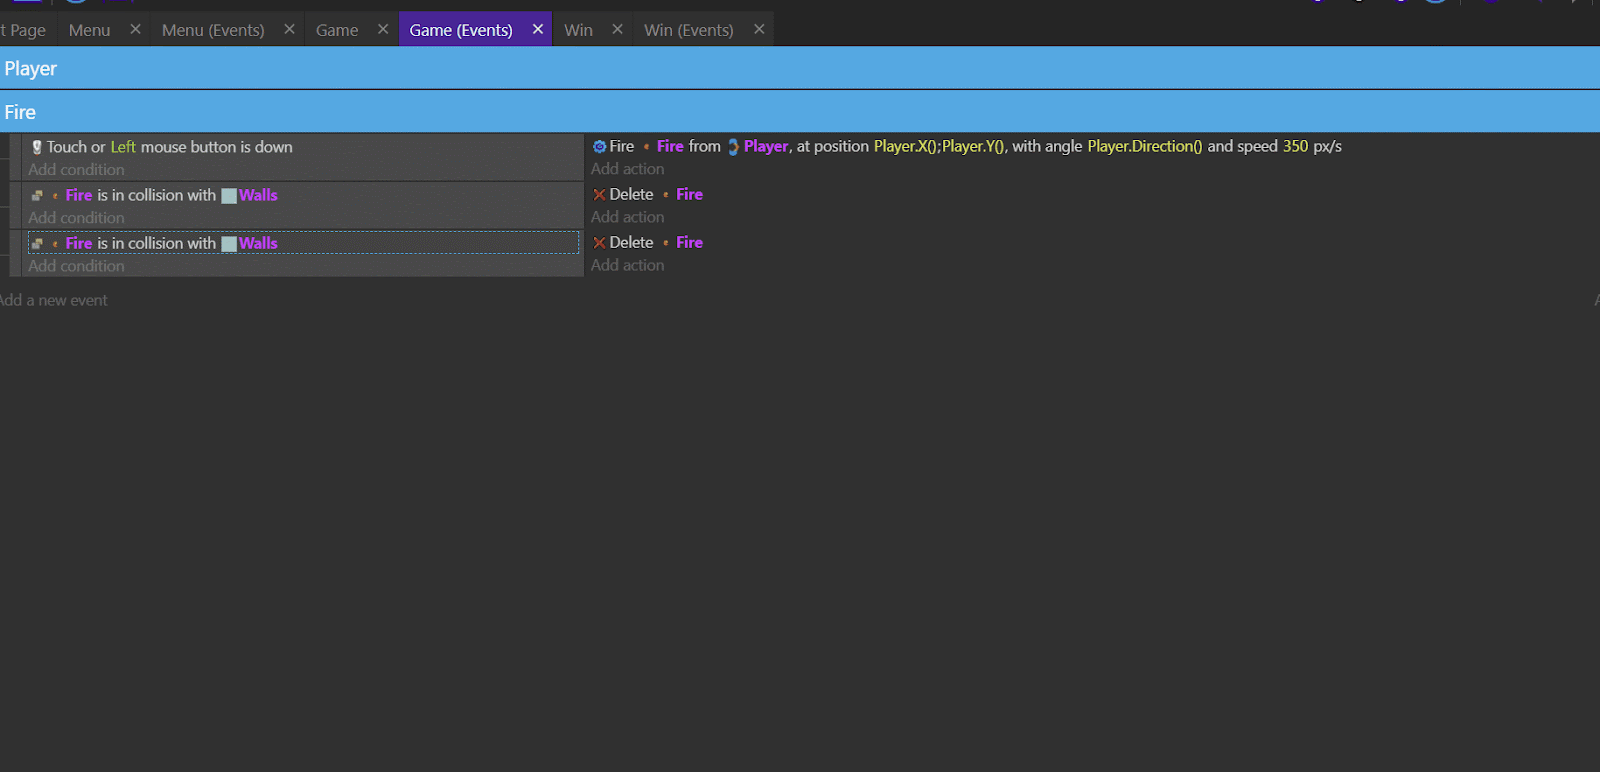 t Page Menu Menu (Events) Game Game (Events) Win Win (Events)
Player
Fire
Touch or Left mouse button is down
Add condition
Fire Fire from Player, at position Player.X();Player.Y(), with angle Player.Direction() and speed 350 px/s
Add action
Fire is in collision with Walls
Add condition
Delete Fire
Add action
Fire is in collision with Walls
Add condition
Delete Fire
Add action
Add a new event